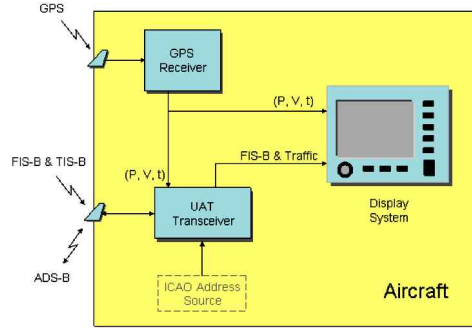 GPS
GPS
Receiver
(P, V, t)
FIS-B & TIS-B
FIS-B & Traffic
(P, V, t)
UAT
Transceiver
Display
System
ADS-B
ICAO Address
Source
Aircraft